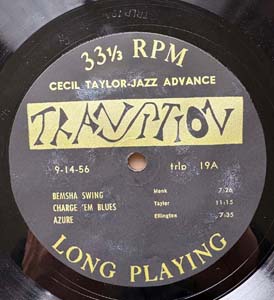 33⅓ RPM
CECIL TAYLOR-JAZZ ADVANCE
TRANSITION
9-14-56 trlp 19A
BEMSHA SWING Monk 7:26
CHARGE 'EM BLUES Taylor 11:15
AZURE Ellington 7:35
LONG PLAYING